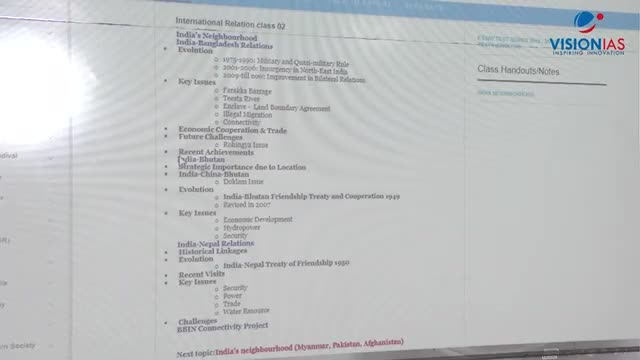 International Relation class 02
India's Neighbourhood
India-Bangladesh Relations
• Evolution
o 1975-1990: Military and Quasi-military Rule
o 2001-2006: Insurgency in North-East India
o 2009-till now: Improvement in Bilateral Relations
• Key Issues
o Farakka Barrage
o Teesta River
o Enclave - Land Boundary Agreement
o Illegal Migration
o Connectivity
• Economic Cooperation & Trade
• Future Challenges
o Rohingya Issue
• Recent Achievements
India-Bhutan
• Strategic Importance due to Location
• India-China-Bhutan
o Doklam Issue
• Evolution
o India-Bhutan Friendship Treaty and Cooperation 1949
o Revised in 2007
• Key Issues
o Economic Development
o Hydropower
o Security
India-Nepal Relations
• Historical Linkages
• Evolution
o India-Nepal Treaty of Friendship 1950
• Recent Visits
• Key Issues
o Security
o Power
o Trade
o Water Resource
• Challenges
BBIN Connectivity Project
Next topic:India's neighbourhood (Myanmar, Pakistan, Afghanistan)
VISIONIAS
INSPIRING INNOVATION
Class Handouts/Notes
Society